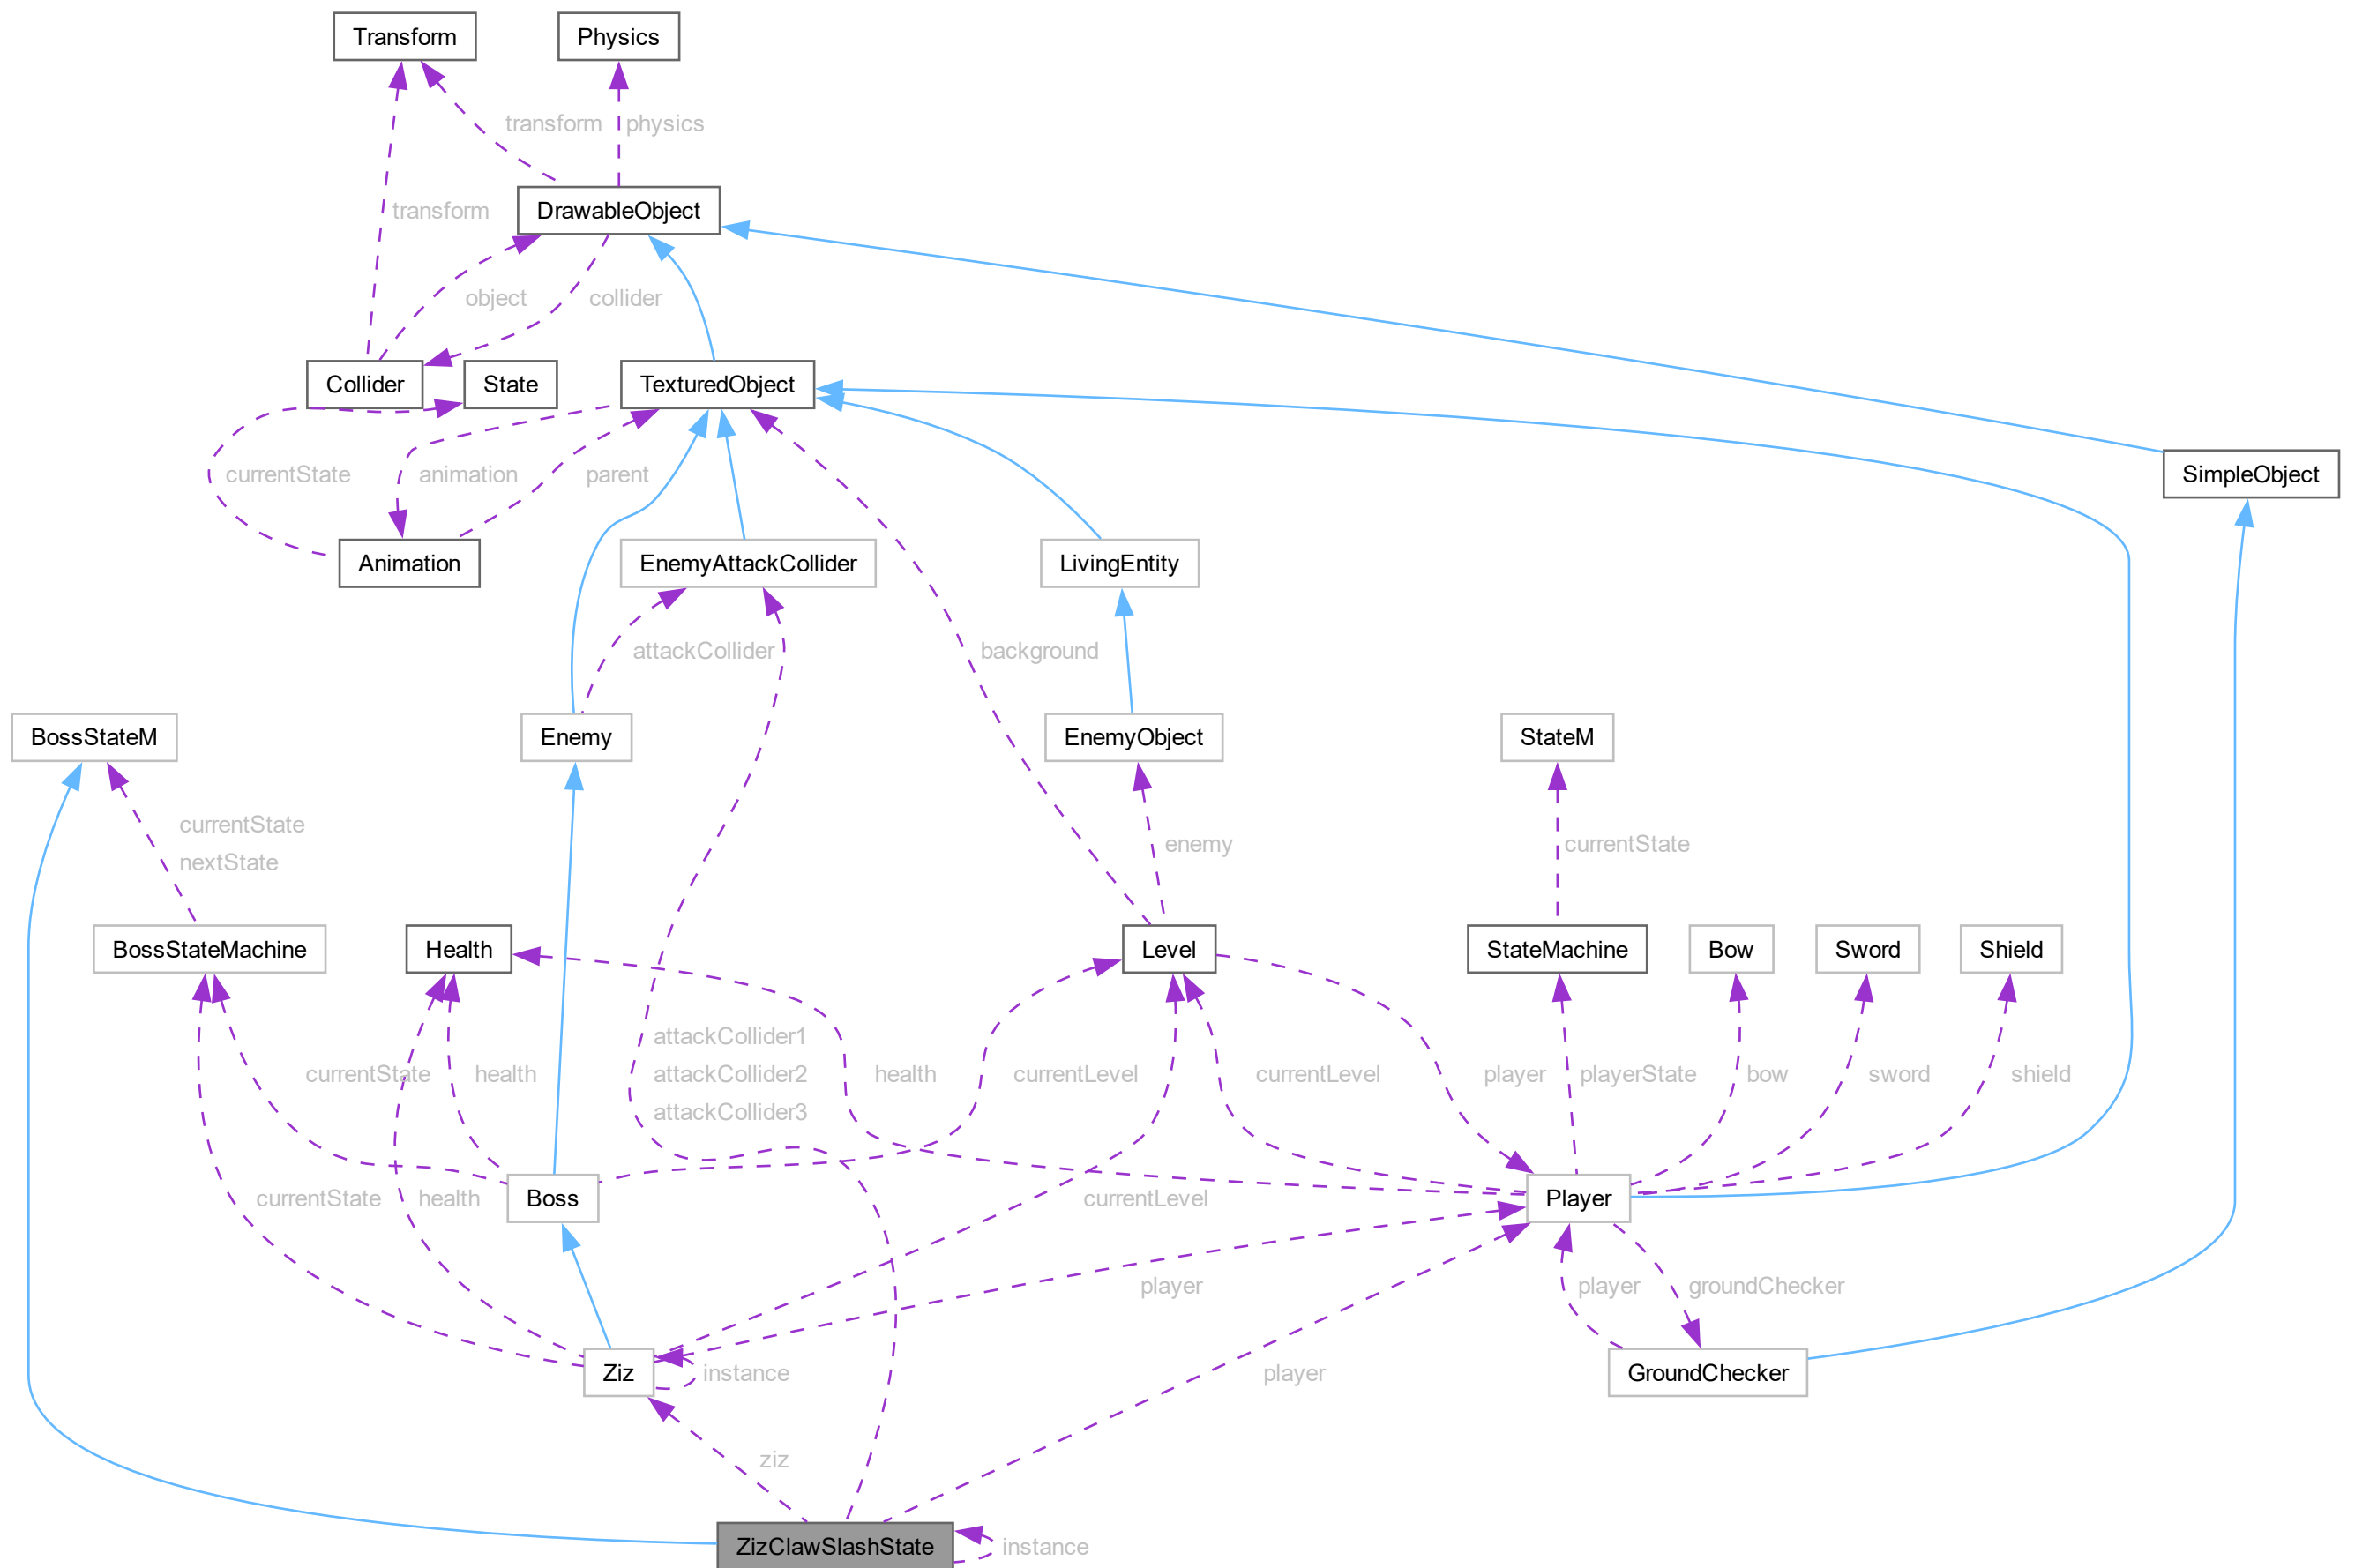 Transform
Physics
transform
physics
transform
DrawableObject
object
collider
Collider
State
TexturedObject
currentState
animation
parent
SimpleObject
Animation
EnemyAttackCollider
LivingEntity
attackCollider
background
BossStateM
Enemy
EnemyObject
StateM
currentState
nextState
enemy
currentState
BossStateMachine
Health
Level
StateMachine
Bow
Sword
Shield
attackCollider1
attackCollider2
attackCollider3
currentState
health
health
currentLevel
currentLevel
player
playerState
bow
sword
shield
currentState
health
Boss
currentLevel
Player
player
player
groundChecker
Ziz
instance
player
GroundChecker
ziz
ZizClawSlashState
instance